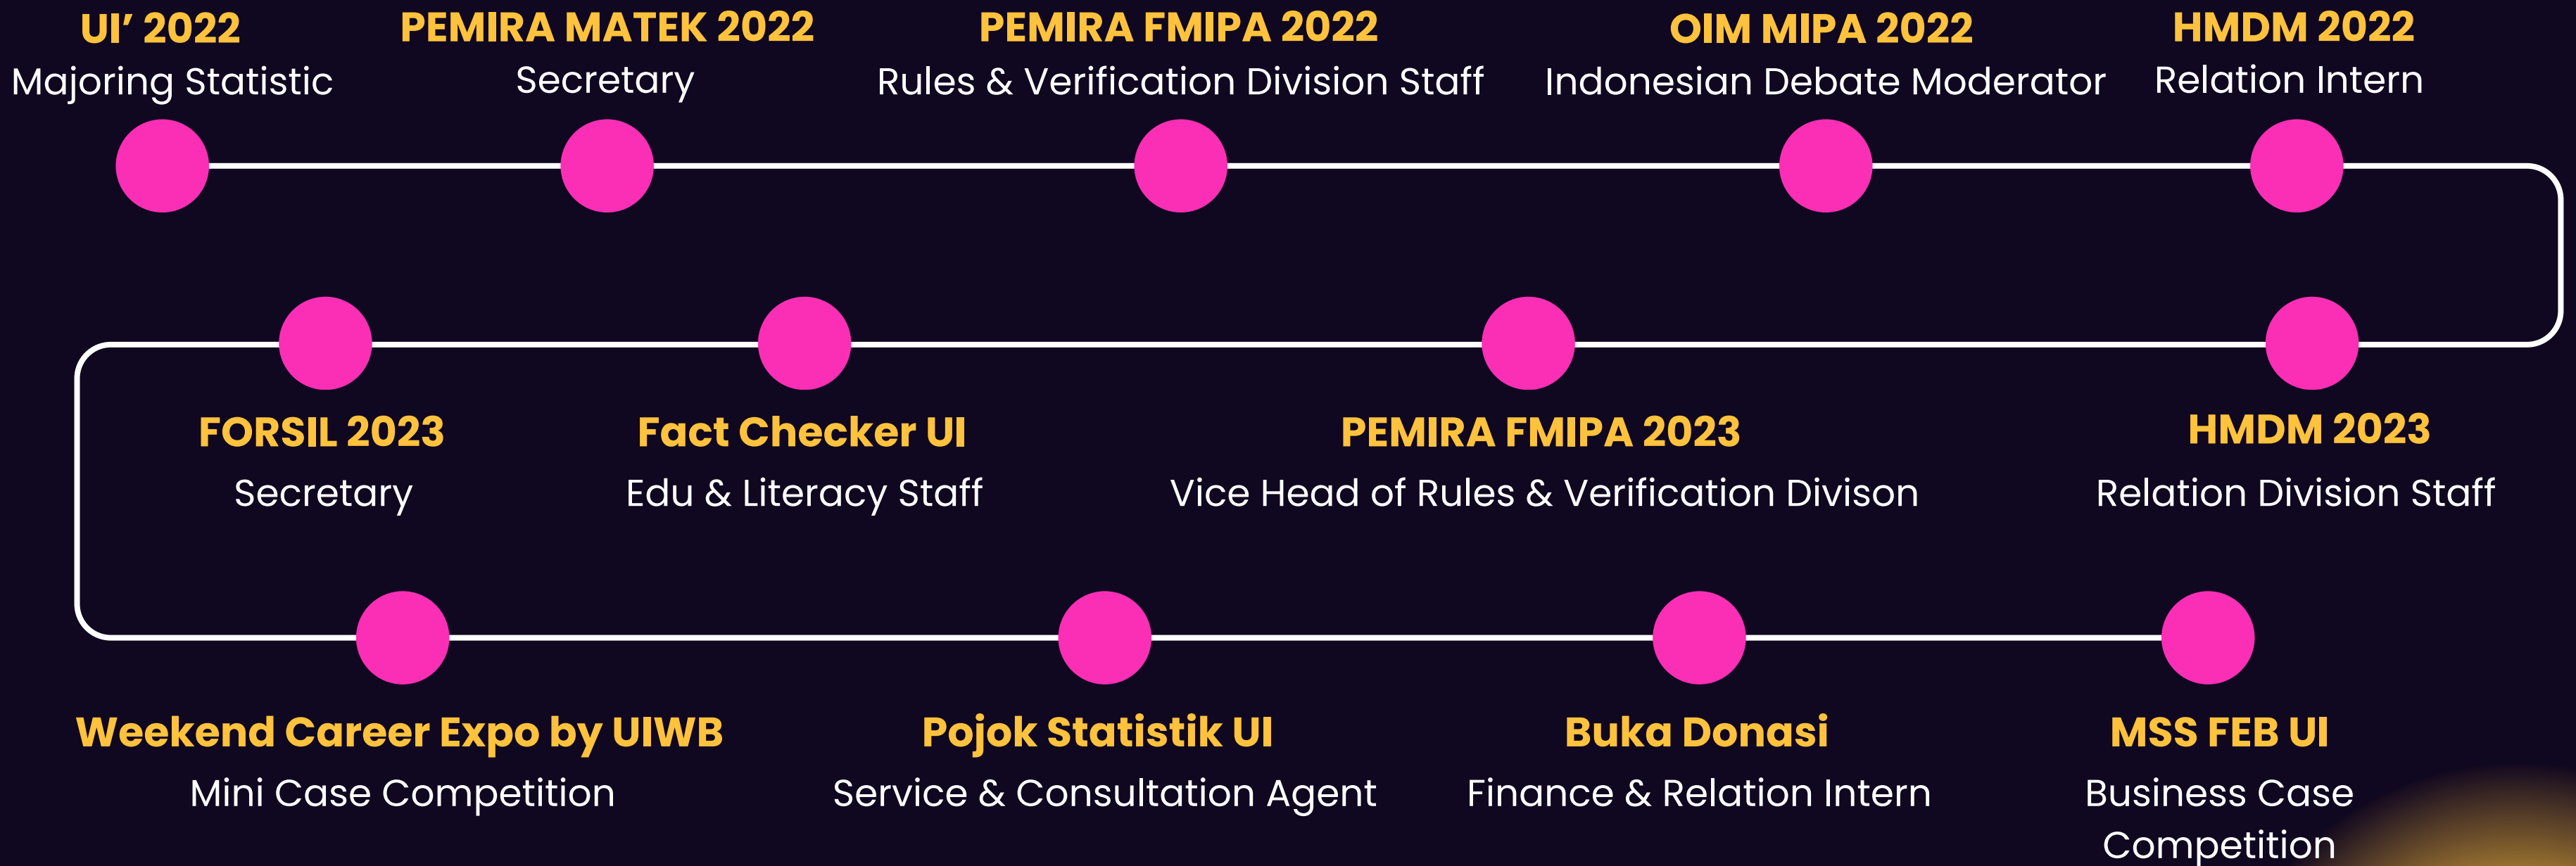 UI’ 2022
Majoring Statistic
PEMIRA MATEK 2022
Secretary
PEMIRA FMIPA 2022
Rules & Verification Division Staff
OIM MIPA 2022
Indonesian Debate Moderator
HMDM 2022
Relation Intern
FORSIL 2023
Secretary
Fact Checker UI
Edu & Literacy Staff
PEMIRA FMIPA 2023
Vice Head of Rules & Verification Divison
HMDM 2023
Relation Division Staff
Weekend Career Expo by UIWB
Mini Case Competition
Pojok Statistik UI
Service & Consultation Agent
Buka Donasi
Finance & Relation Intern
MSS FEB UI
Business Case
Competition